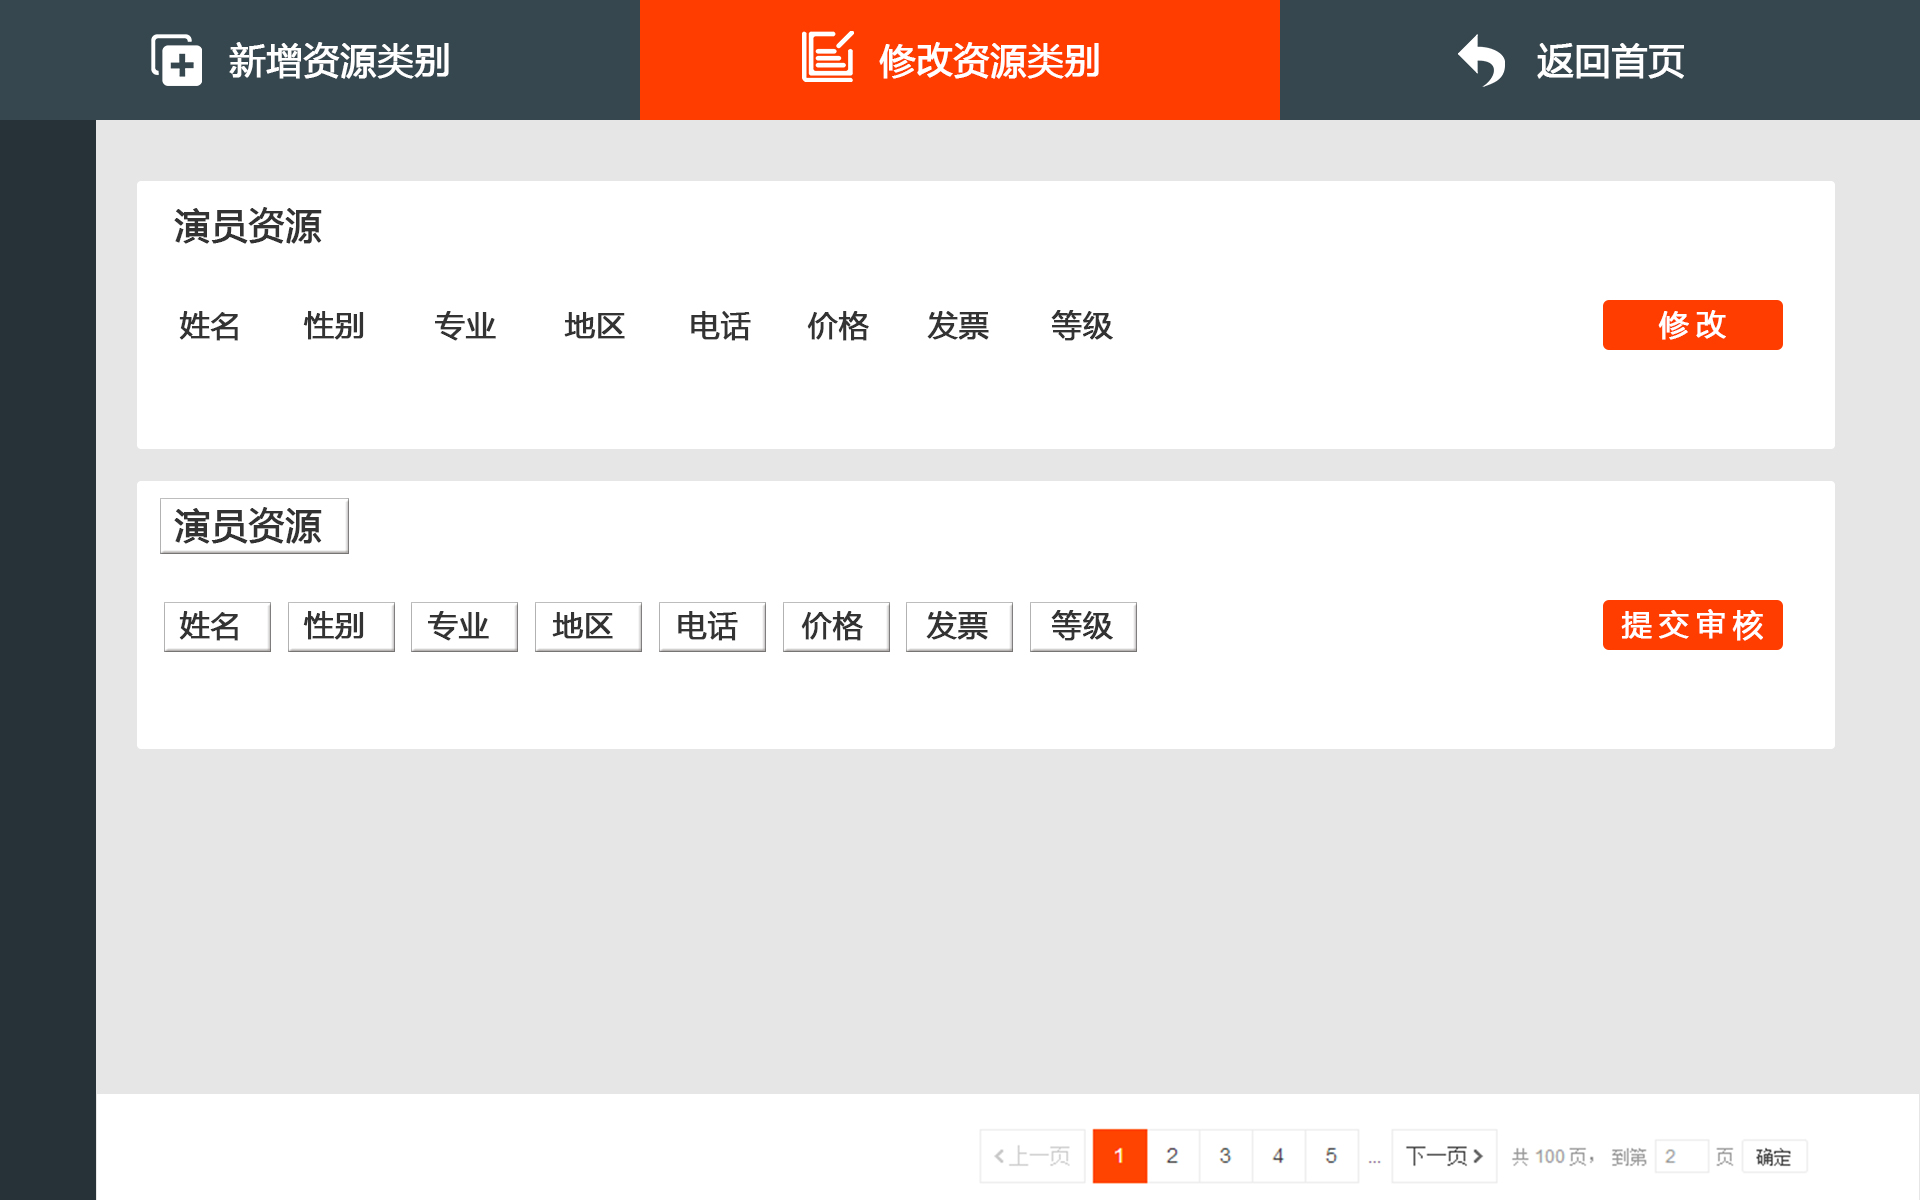 新增资源类别 修改资源类别 返回首页
演员资源
姓名 性别 专业 地区 电话 价格 发票 等级 修改
演员资源
姓名 性别 专业 地区 电话 价格 发票 等级 提交审核
上一页 1 2 3 4 5 ... 下一页 共 100 页， 到第 2 页 确定